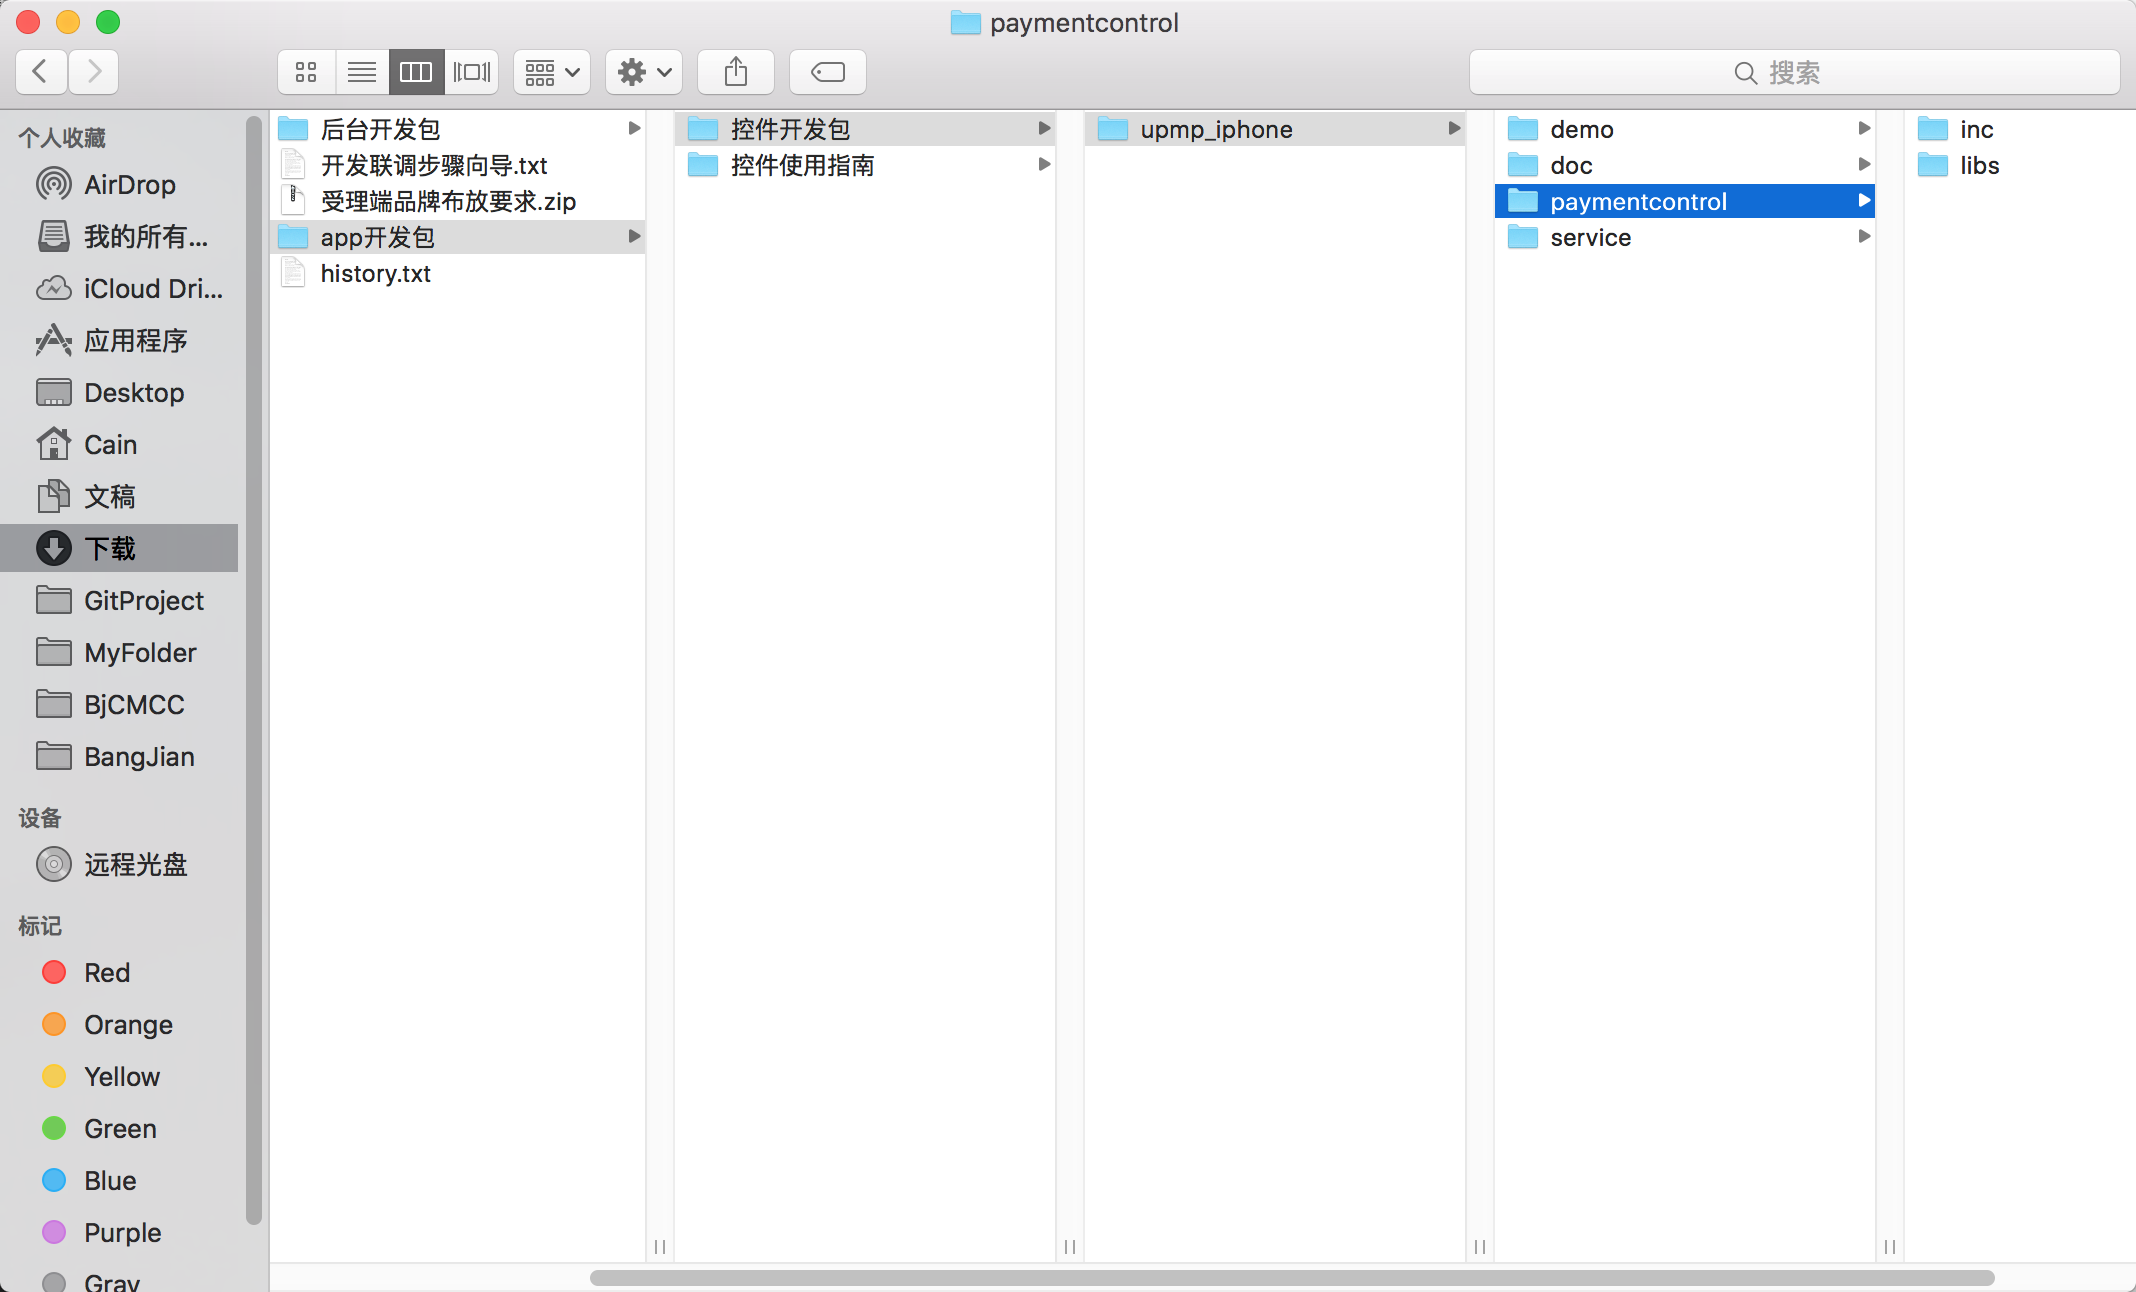 paymentcontrol
搜索
个人收藏
AirDrop
我的所有...
iCloud Dri...
应用程序
Desktop
Cain
文稿
下载
GitProject
MyFolder
BjCMCC
BangJian
设备
远程光盘
标记
Red
Orange
Yellow
Green
Blue
Purple
Gray
后台开发包
开发联调步骤向导.txt
受理端品牌布放要求.zip
app开发包
history.txt
控件开发包
控件使用指南
upmp_iphone
demo
doc
paymentcontrol
service
inc
libs